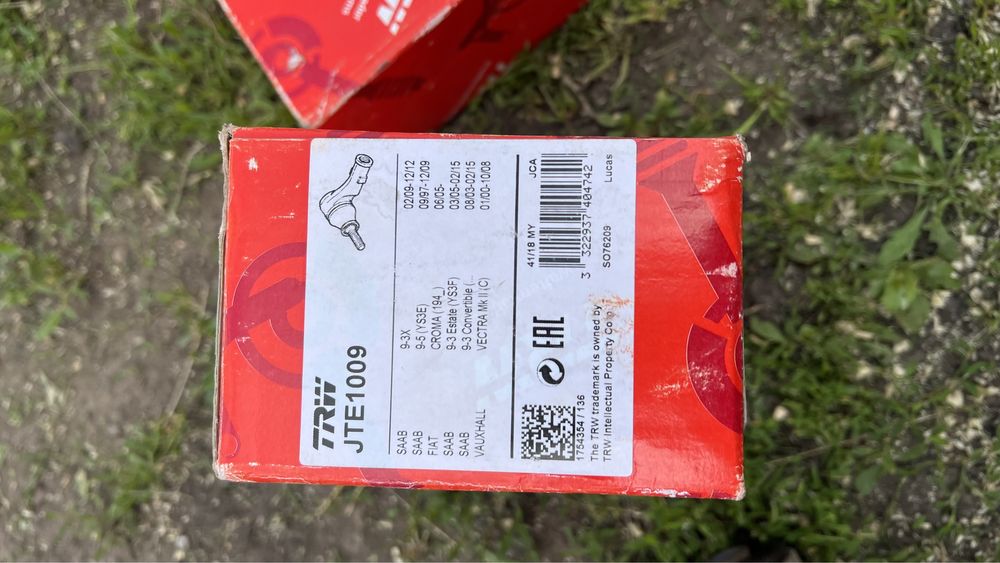 TRW
JTE1009
SAAB 9-3X 02/09-12/12
SAAB 9-5 (YS3E) 09/97-12/09
FIAT CROMA (194_) 06/05-
SAAB 9-3 Estate (YS3F) 03/05-02/15
SAAB 9-3 Convertible (... 08/03-02/15
VAUXHALL VECTRA Mk II (C) 01/00-10/08
EAC
41/18 MY JCA
3 322937 404742
1754354 / 136
SO76209 Lucas
The TRW trademark is owned by
TRW Intellectual Property Corp.